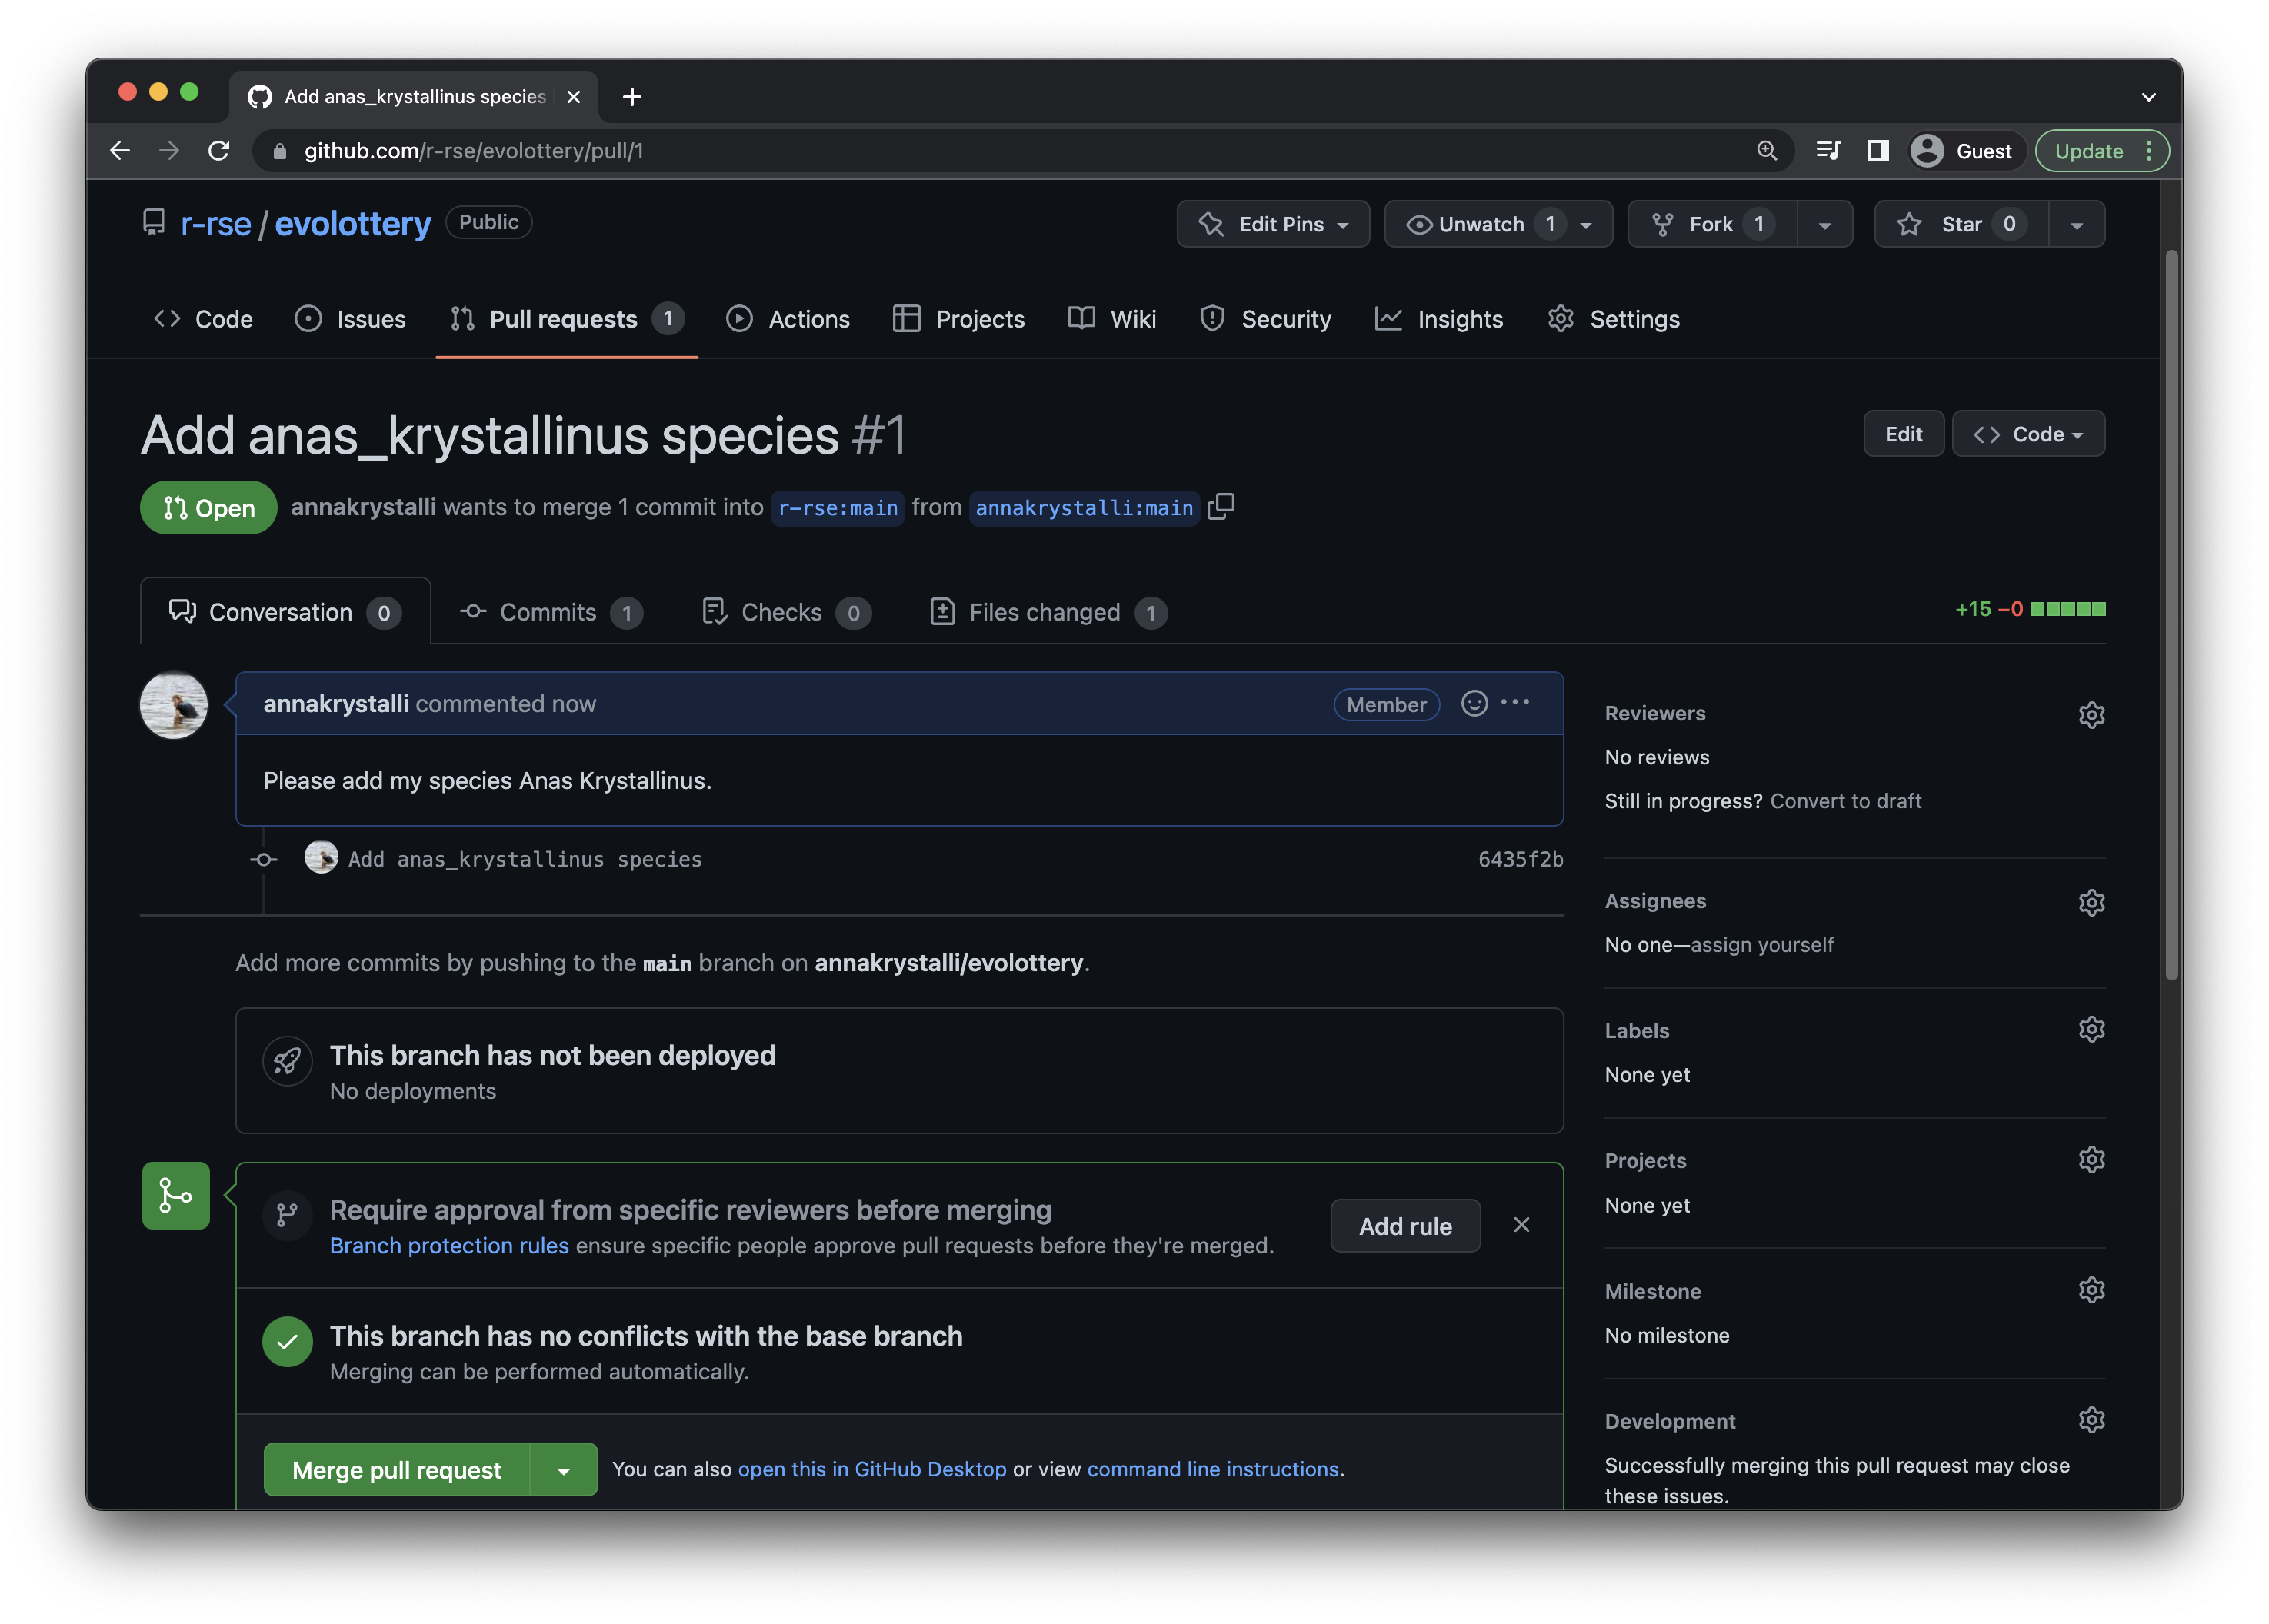 Add anas_krystallinus species
github.com/r-rse/evolottery/pull/1
Guest
Update
r-rse / evolottery Public
Edit Pins
Unwatch 1
Fork 1
Star 0
Code
Issues
Pull requests 1
Actions
Projects
Wiki
Security
Insights
Settings
Add anas_krystallinus species #1
Edit
Code
Open
annakrystalli wants to merge 1 commit into r-rse:main from annakrystalli:main
Conversation 0
Commits 1
Checks 0
Files changed 1
+15 −0
annakrystalli commented now
Member
Please add my species Anas Krystallinus.
Add anas_krystallinus species
6435f2b
Add more commits by pushing to the main branch on annakrystalli/evolottery.
This branch has not been deployed
No deployments
Require approval from specific reviewers before merging
Branch protection rules ensure specific people approve pull requests before they're merged.
Add rule
This branch has no conflicts with the base branch
Merging can be performed automatically.
Merge pull request
You can also open this in GitHub Desktop or view command line instructions.
Reviewers
No reviews
Still in progress? Convert to draft
Assignees
No one—assign yourself
Labels
None yet
Projects
None yet
Milestone
No milestone
Development
Successfully merging this pull request may close
these issues.